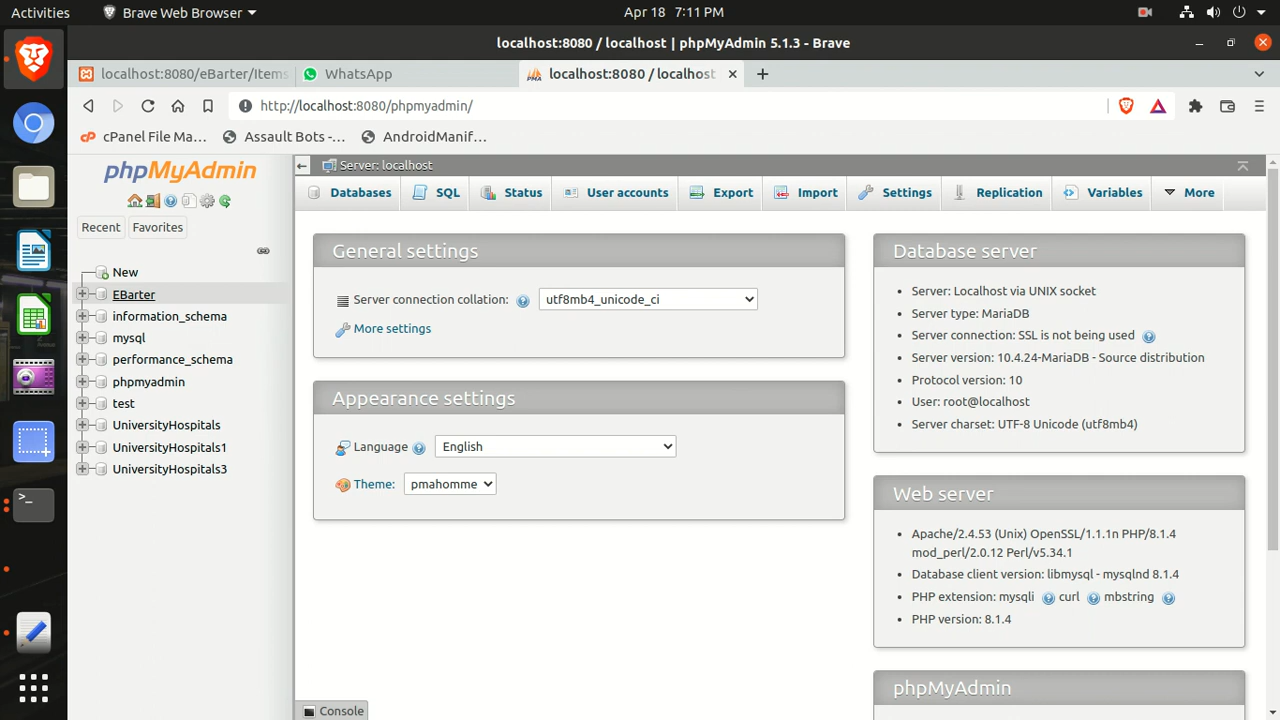 Activities
Brave Web Browser
Apr 18 7:11 PM
localhost:8080 / localhost | phpMyAdmin 5.1.3 - Brave
localhost:8080/eBarter/Items
WhatsApp
localhost:8080 / localhost
http://localhost:8080/phpmyadmin/
cPanel File Ma...
Assault Bots -...
AndroidManif...
phpMyAdmin
Recent
Favorites
New
EBarter
information_schema
mysql
performance_schema
phpmyadmin
test
UniversityHospitals
UniversityHospitals1
UniversityHospitals3
Server: localhost
Databases
SQL
Status
User accounts
Export
Import
Settings
Replication
Variables
More
General settings
Server connection collation:
utf8mb4_unicode_ci
More settings
Appearance settings
Language
English
Theme:
pmahomme
Database server
Server: Localhost via UNIX socket
Server type: MariaDB
Server connection: SSL is not being used
Server version: 10.4.24-MariaDB - Source distribution
Protocol version: 10
User: root@localhost
Server charset: UTF-8 Unicode (utf8mb4)
Web server
Apache/2.4.53 (Unix) OpenSSL/1.1.1n PHP/8.1.4
mod_perl/2.0.12 Perl/v5.34.1
Database client version: libmysql - mysqlnd 8.1.4
PHP extension: mysqli curl mbstring
PHP version: 8.1.4
phpMyAdmin
Console